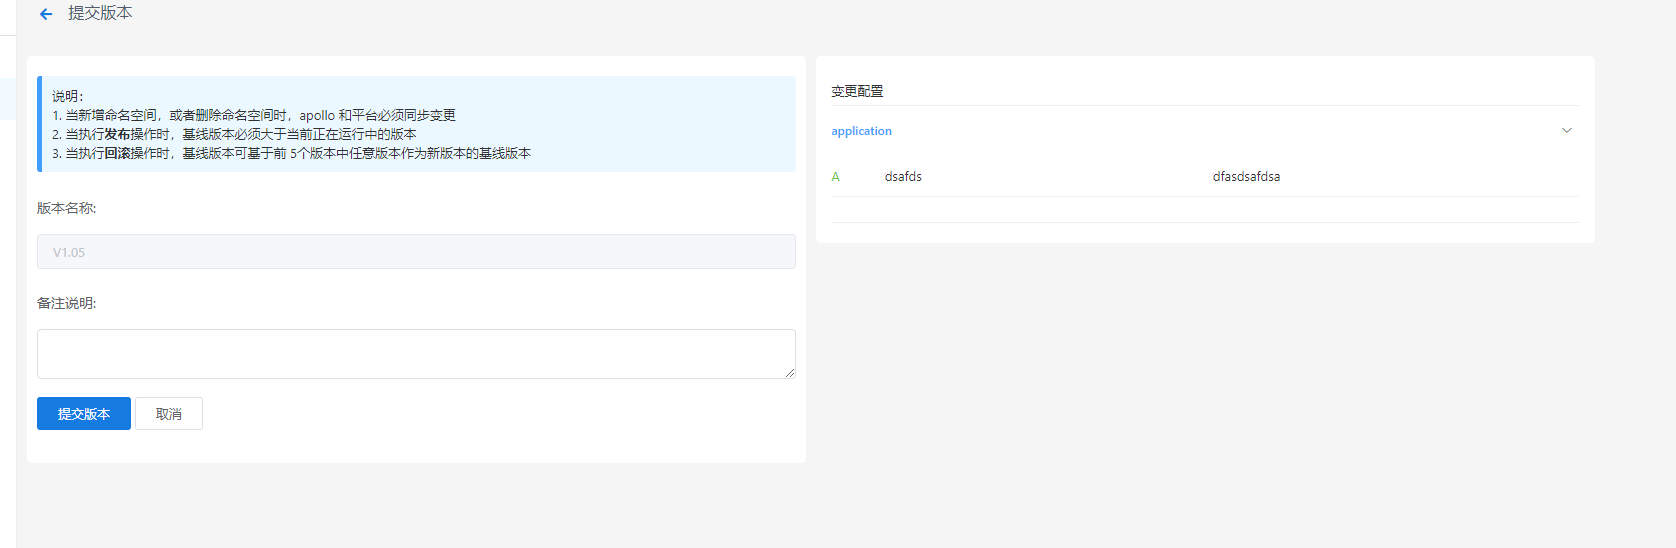 提交版本
说明：
1. 当新增命名空间，或者删除命名空间时，apollo 和平台必须同步变更
2. 当执行发布操作时，基线版本必须大于当前正在运行中的版本
3. 当执行回滚操作时，基线版本可基于前 5个版本中任意版本作为新版本的基线版本
版本名称:
V1.05
备注说明:
提交版本 取消
变更配置
application
A dsafds dfasdsafdsa